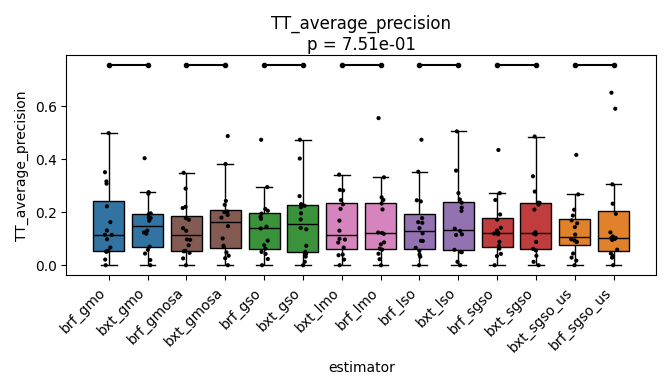 TT_average_precision
p = 7.51e-01
TT_average_precision
0.6
0.4
0.2
0.0
brf_gmo
bxt_gmo
brf_gmosa
bxt_gmosa
brf_gso
bxt_gso
bxt_lmo
brf_lmo
brf_lso
bxt_lso
brf_sgso
bxt_sgso
bxt_sgso_us
brf_sgso_us
estimator